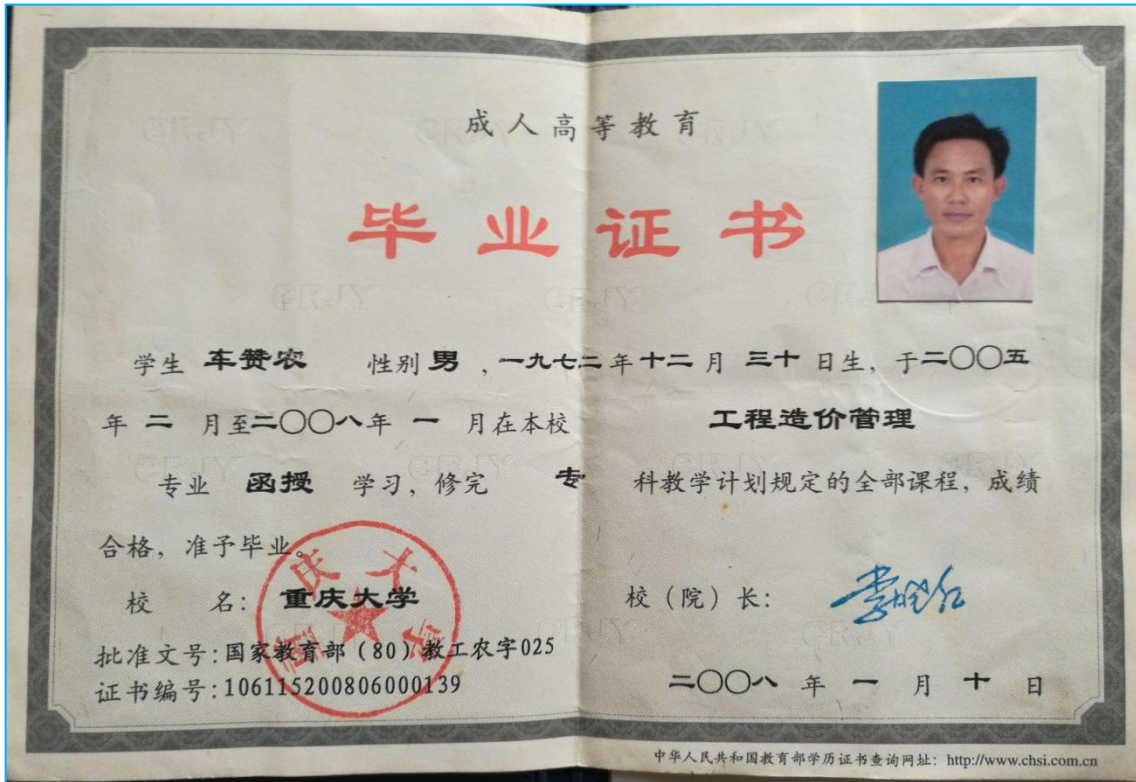 成人高等教育
毕业证书
学生 车赞农 性别 男 ，一九七二年十二月 三十 日生，于二〇〇五
年 二 月至二〇〇八年 一 月在本校 工程造价管理
专业 函授 学习，修完 专 科教学计划规定的全部课程，成绩
合格，准予毕业。
校 名：重庆大学 校（院）长：
批准文号：国家教育部（80）教工农字025
证书编号：106115200806000139
二〇〇八 年 一 月 十 日
重庆大学
中华人民共和国教育部学历证书查询网址：http://www.chsi.com.cn